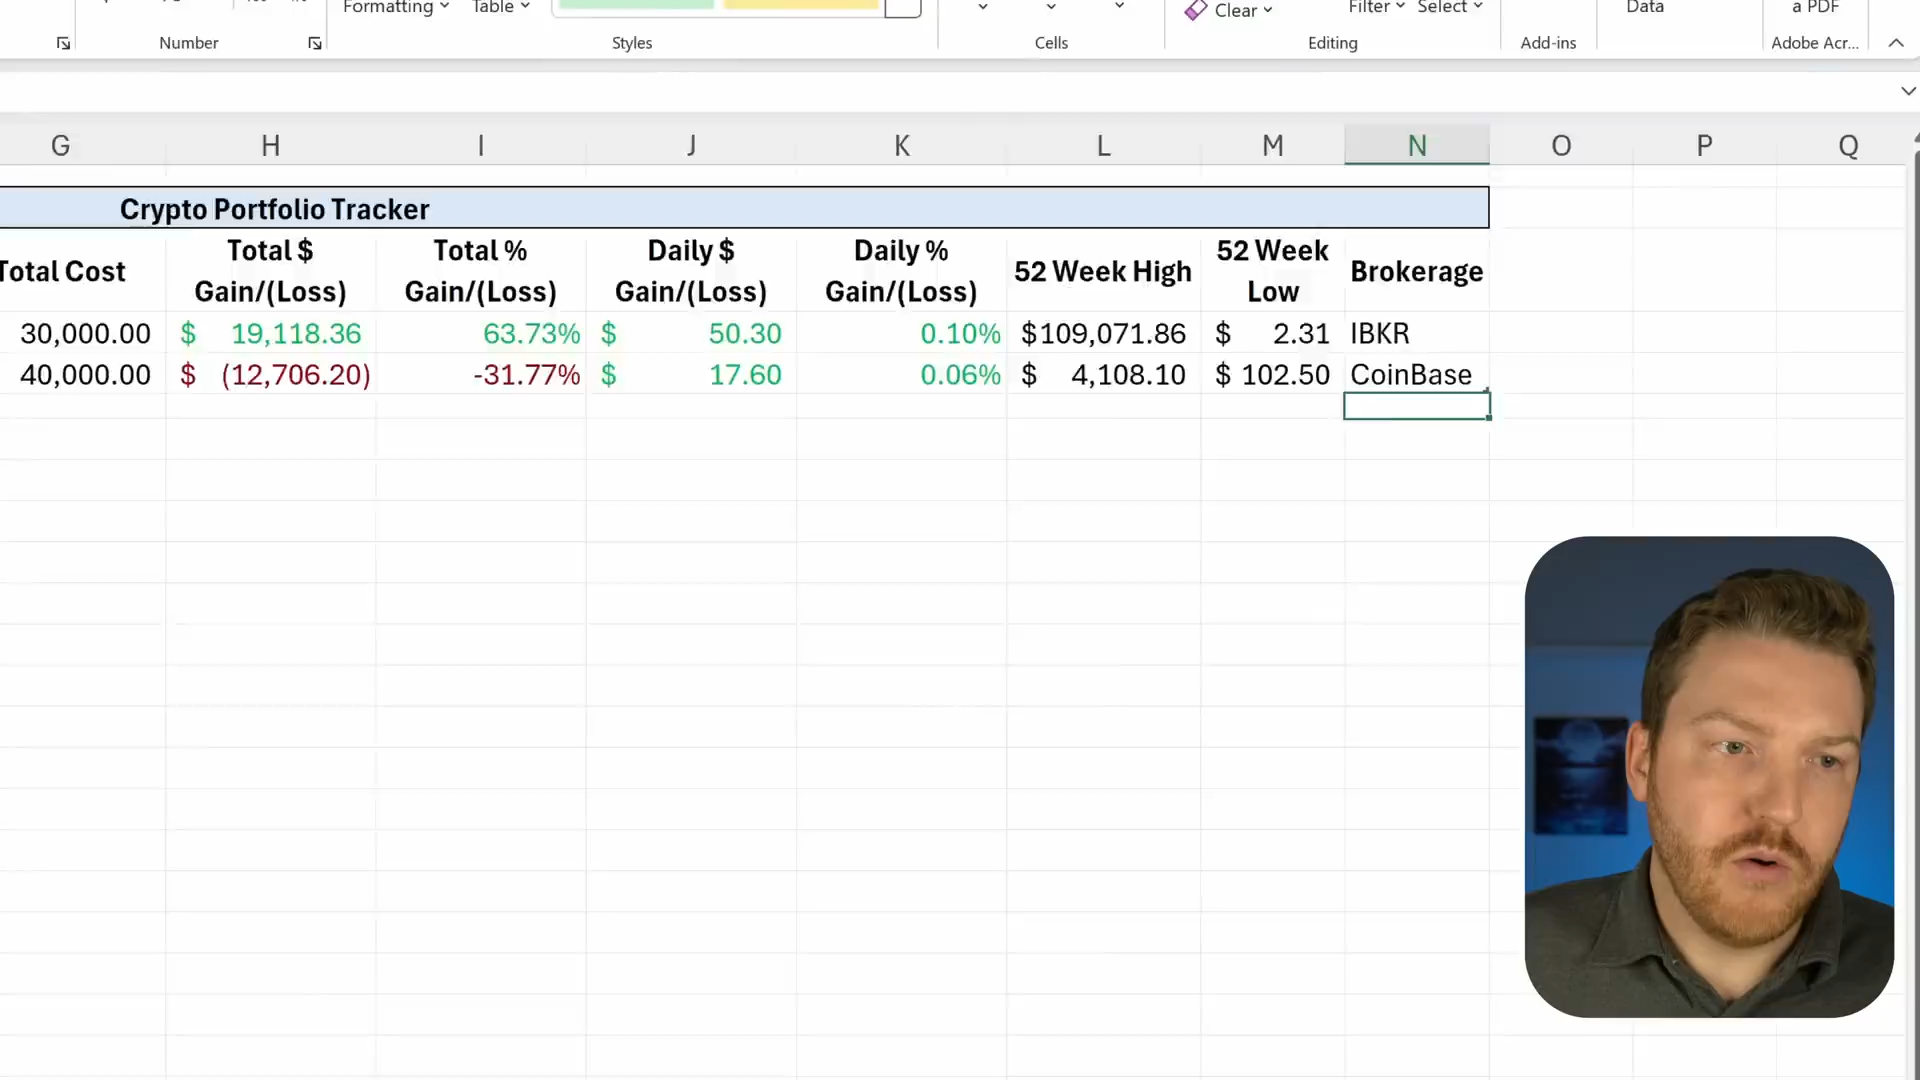 Formatting Table Clear Filter Select Data a PDF
Number Styles Cells Editing Add-ins Adobe Acr...
G H I J K L M N O P Q
Crypto Portfolio Tracker
Total Cost Total $ Gain/(Loss) Total % Gain/(Loss) Daily $ Gain/(Loss) Daily % Gain/(Loss) 52 Week High 52 Week Low Brokerage
30,000.00 $ 19,118.36 63.73% $ 50.30 0.10% $109,071.86 $ 2.31 IBKR
40,000.00 $ (12,706.20) -31.77% $ 17.60 0.06% $ 4,108.10 $ 102.50 CoinBase